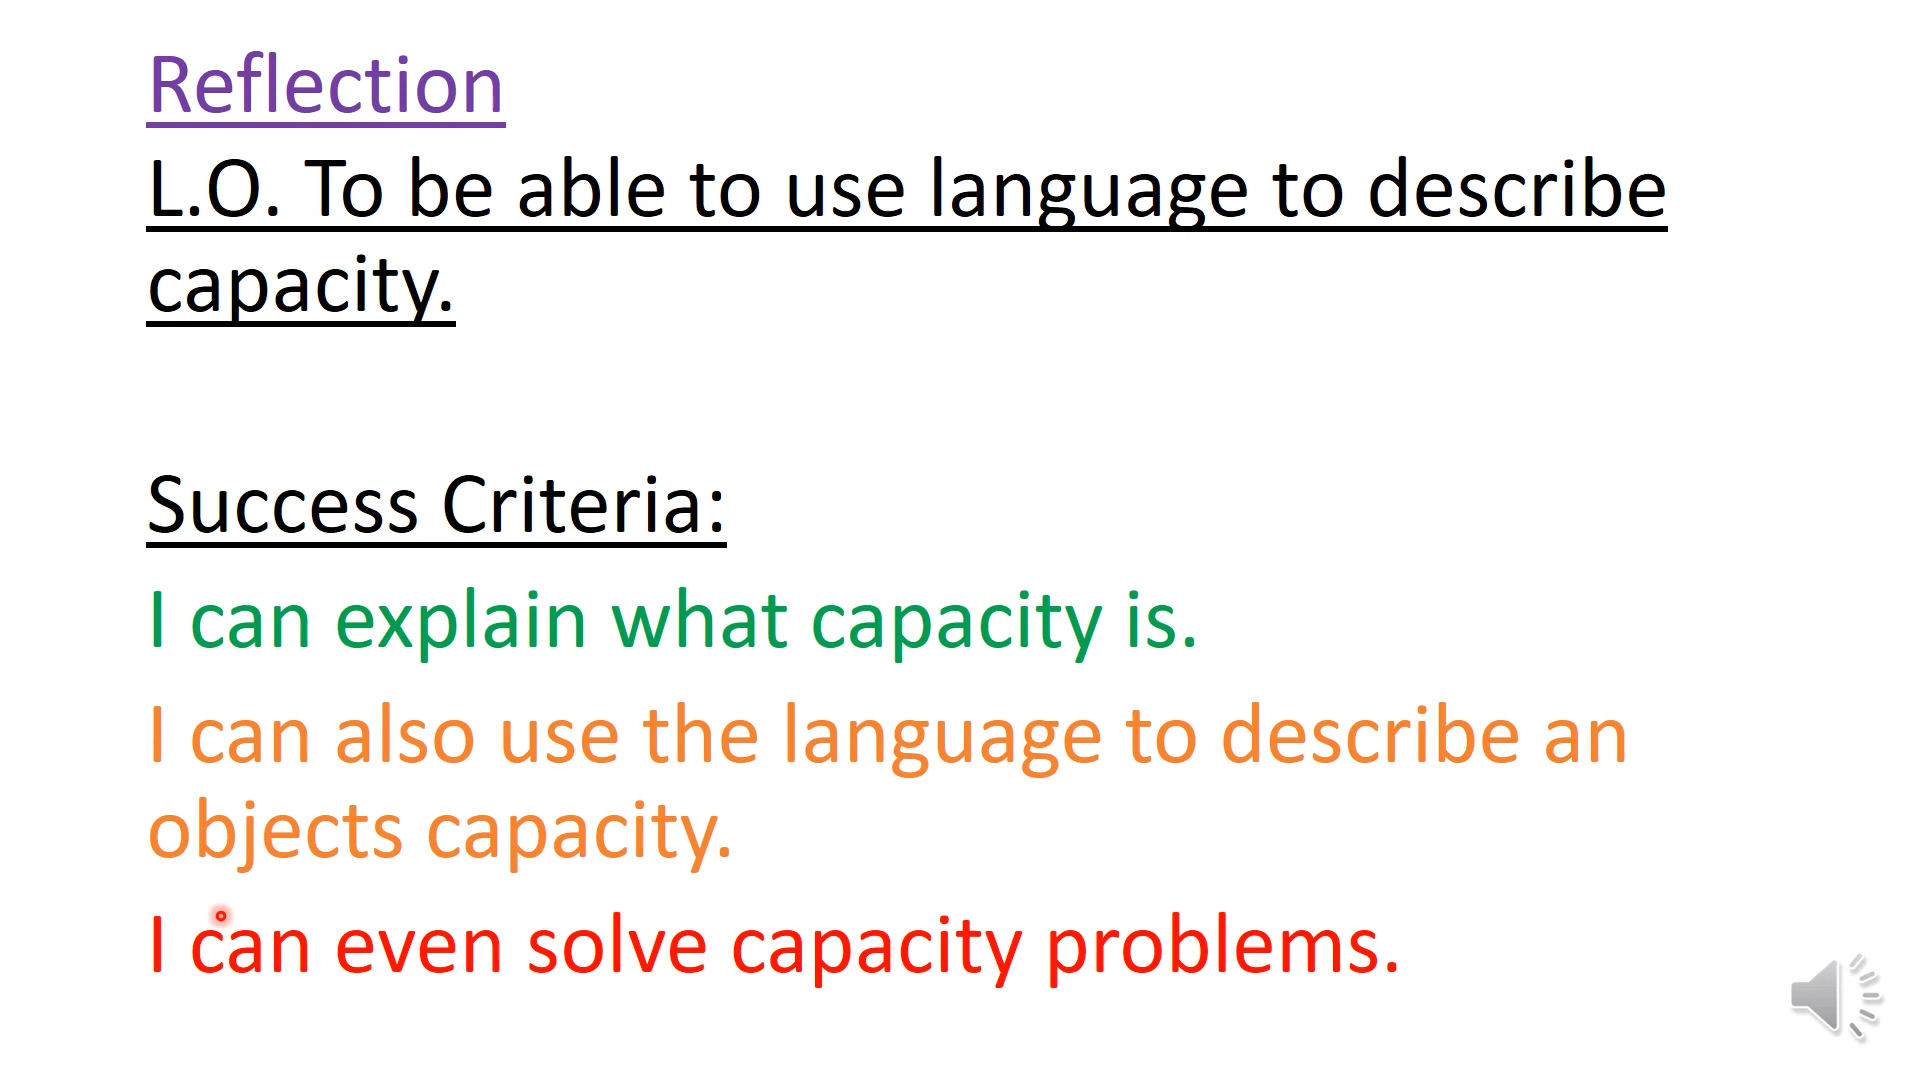 Reflection
L.O. To be able to use language to describe
capacity.
Success Criteria:
I can explain what capacity is.
I can also use the language to describe an
objects capacity.
I can even solve capacity problems.